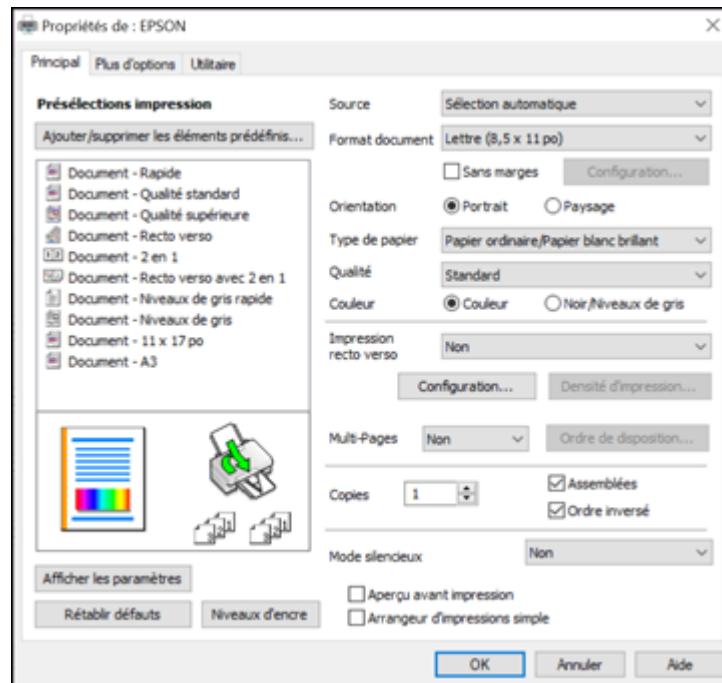 Propriétés de : EPSON
Principal
Plus d'options
Utilitaire
Présélections impression
Ajouter/supprimer les éléments prédéfinis...
Document - Rapide
Document - Qualité standard
Document - Qualité supérieure
Document - Recto verso
Document - 2 en 1
Document - Recto verso avec 2 en 1
Document - Niveaux de gris rapide
Document - Niveaux de gris
Document - 11 x 17 po
Document - A3
Afficher les paramètres
Rétablir défauts
Niveaux d'encre
Source
Sélection automatique
Format document
Lettre (8,5 x 11 po)
Sans marges
Configuration...
Orientation
Portrait
Paysage
Type de papier
Papier ordinaire/Papier blanc brillant
Qualité
Standard
Couleur
Couleur
Noir/Niveaux de gris
Impression
recto verso
Non
Configuration...
Densité d'impression...
Multi-Pages
Non
Ordre de disposition...
Copies
1
Assemblées
Ordre inversé
Mode silencieux
Non
Aperçu avant impression
Arrangeur d'impressions simple
OK
Annuler
Aide